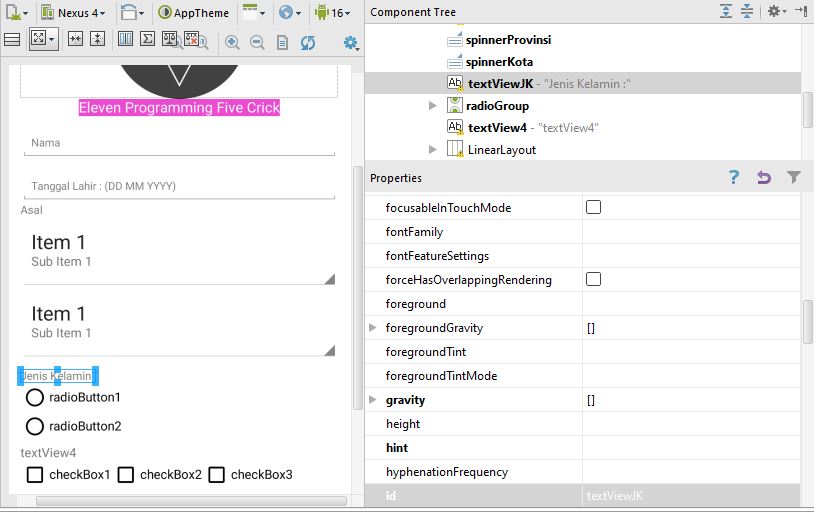 Nexus 4
AppTheme
16
Eleven Programming Five Crick
Nama
Tanggal Lahir : (DD MM YYYY)
Asal
Item 1
Sub Item 1
Item 1
Sub Item 1
Jenis Kelamin
radioButton1
radioButton2
textView4
checkBox1 checkBox2 checkBox3
Component Tree
spinnerProvinsi
spinnerKota
Ab textViewJK - "Jenis Kelamin :"
radioGroup
Ab textView4 - "textView4"
LinearLayout
Properties
?
focusableInTouchMode
fontFamily
fontFeatureSettings
forceHasOverlappingRendering
foreground
foregroundGravity []
foregroundTint
foregroundTintMode
gravity []
height
hint
hyphenationFrequency
id textViewJK